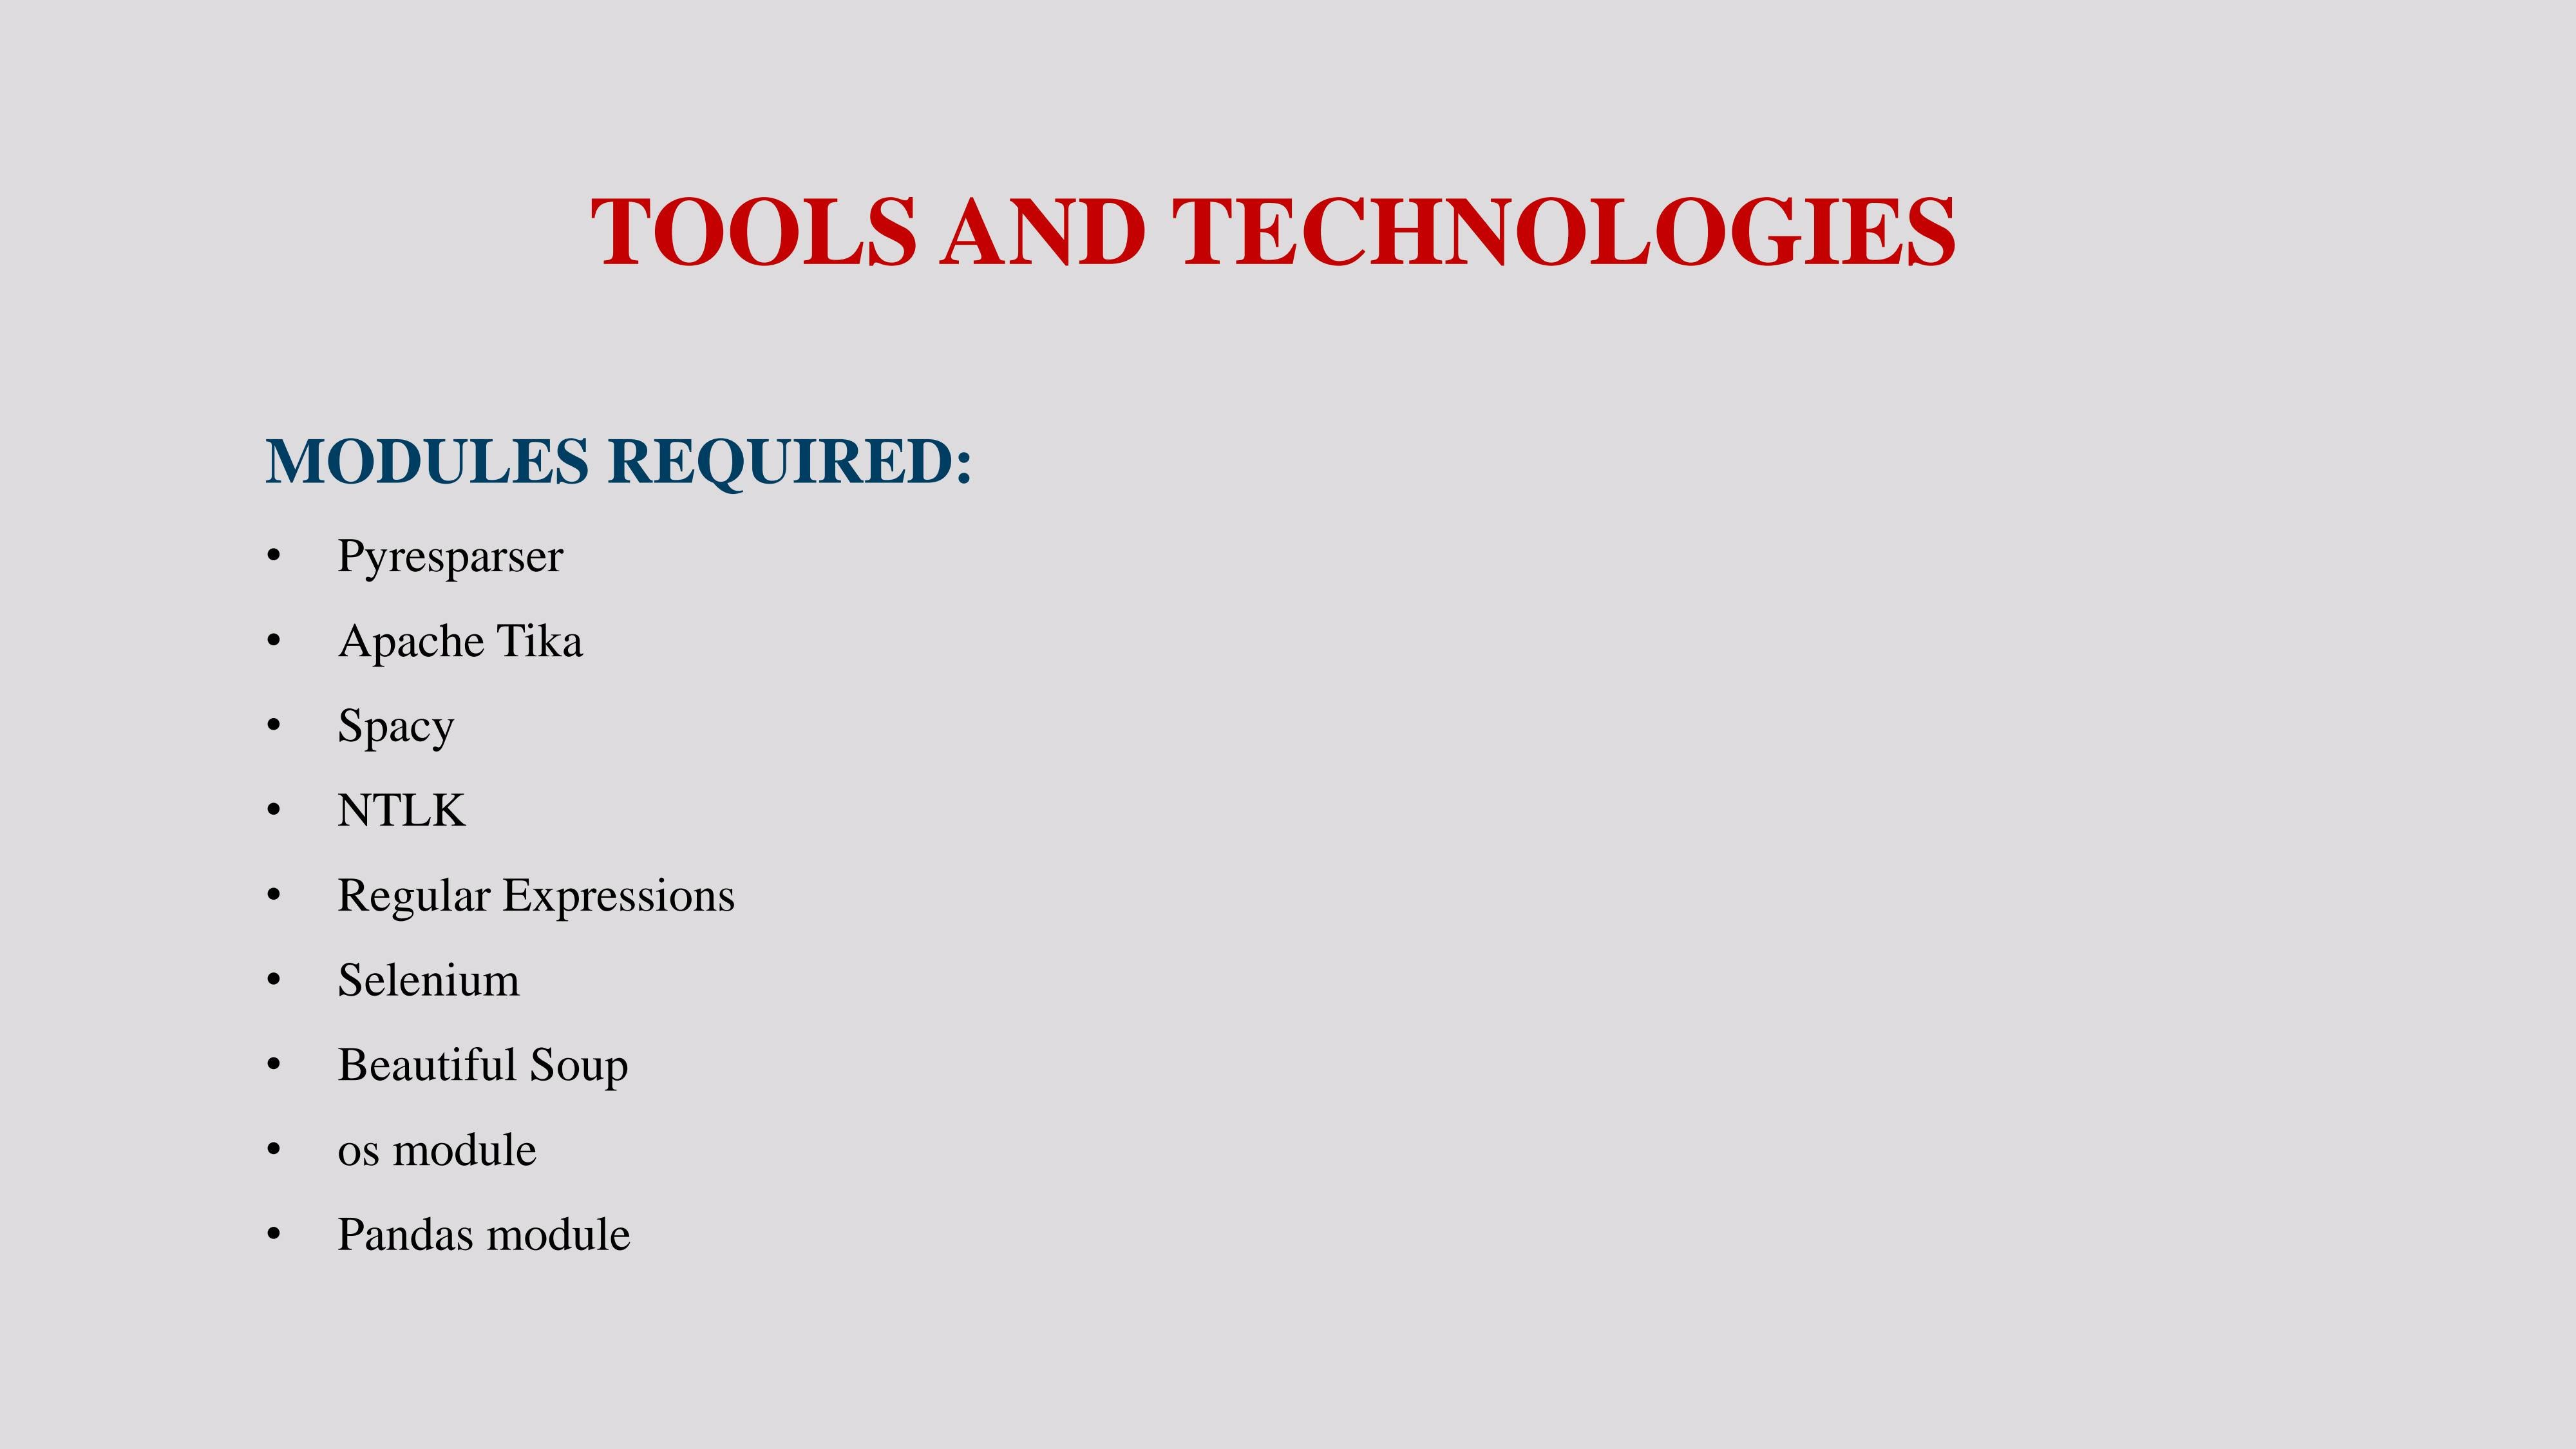 TOOLS AND TECHNOLOGIES
MODULES REQUIRED:
• Pyresparser
• Apache Tika
• Spacy
• NTLK
• Regular Expressions
• Selenium
• Beautiful Soup
• os module
• Pandas module